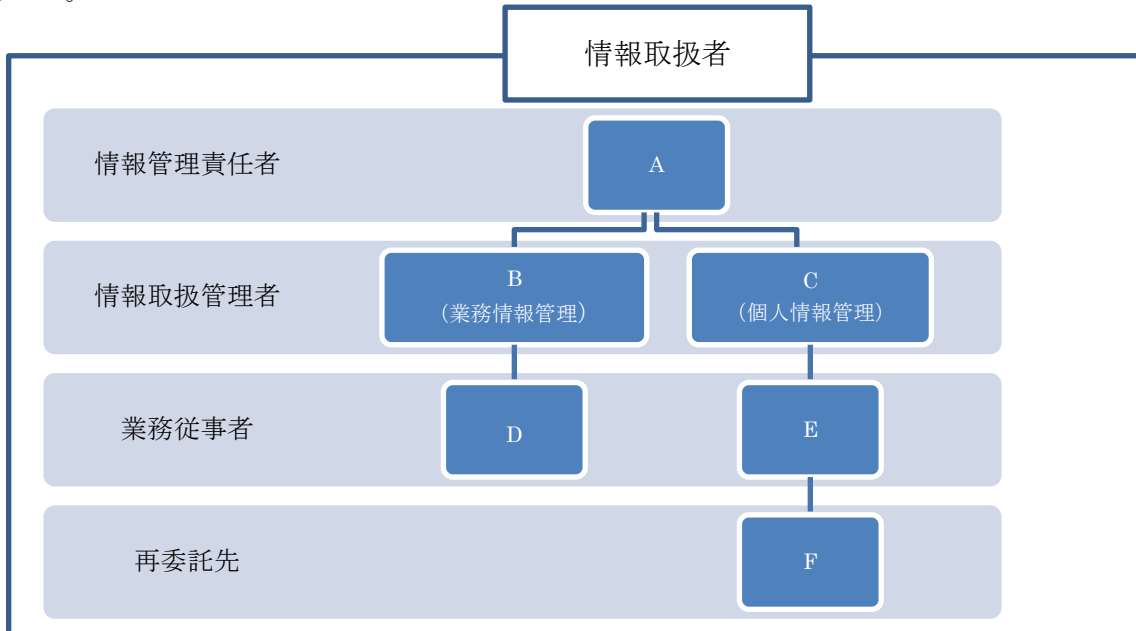 情報取扱者
情報管理責任者
A
情報取扱管理者
B
(業務情報管理)
C
(個人情報管理)
業務従事者
D
E
再委託先
F